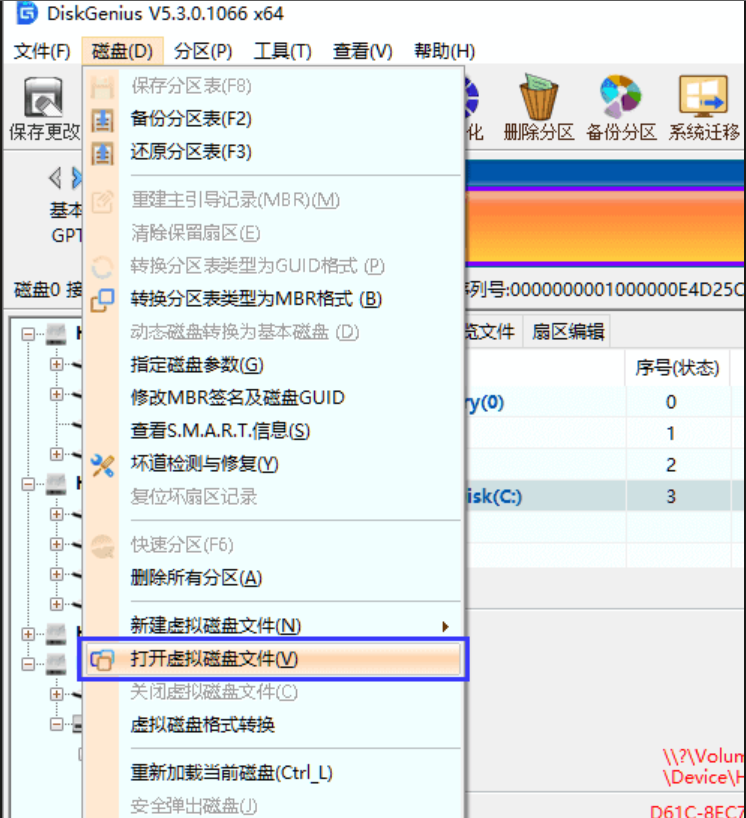 DiskGenius V5.3.0.1066 x64
文件(F) 磁盘(D) 分区(P) 工具(T) 查看(V) 帮助(H)
保存更改
化 删除分区 备份分区 系统迁移
基本
GPT
磁盘0 接
序列号:0000000001000000E4D25C
保存分区表(F8)
备份分区表(F2)
还原分区表(F3)
重建主引导记录(MBR)(M)
清除保留扇区(E)
转换分区表类型为GUID格式 (P)
转换分区表类型为MBR格式 (B)
动态磁盘转换为基本磁盘 (D)
指定磁盘参数(G)
修改MBR签名及磁盘GUID
查看S.M.A.R.T.信息(S)
坏道检测与修复(Y)
复位坏扇区记录
快速分区(F6)
删除所有分区(A)
新建虚拟磁盘文件(N)
打开虚拟磁盘文件(V)
关闭虚拟磁盘文件(C)
虚拟磁盘格式转换
重新加载当前磁盘(Ctrl_L)
安全弹出磁盘(J)
览文件 扇区编辑
序号(状态)
ry(0) 0
1
2
isk(C:) 3
\\?\Volum
\Device\H
D61C-8EC7